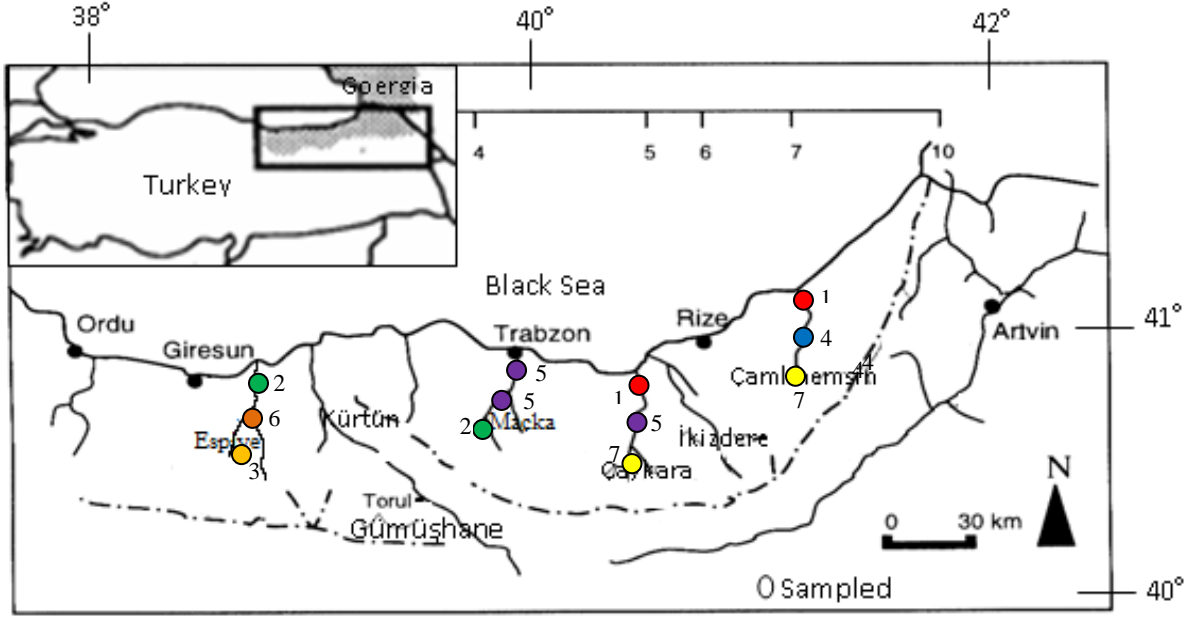 38°
40°
42°
Goergia
Turkey
4
5
6
7
10
Black Sea
41°
Ordu
Giresun
Trabzon
Rize
Artvin
1
4
Çamlıhemsin
44
7
2
6
Espiye
3
Kürtün
5
5
Maçka
2
1
5
7
Çaykara
İkizdere
Torul
Gümüşhane
N
0 30 km
40°
O Sampled